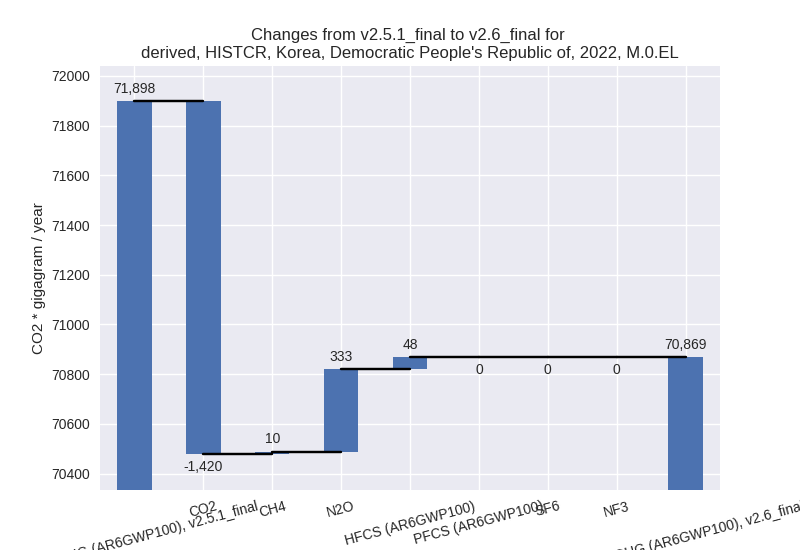 Changes from v2.5.1_final to v2.6_final for
derived, HISTCR, Korea, Democratic People's Republic of, 2022, M.0.EL
CO2 * gigagram / year
72000
71800
71600
71400
71200
71000
70800
70600
70400
71,898
-1,420
10
333
48
0
0
0
70,869
(AR6GWP100), v2.5.1_final
CO2
CH4
N2O
HFCS (AR6GWP100)
PFCS (AR6GWP100)
SF6
NF3
(AR6GWP100), v2.6_final